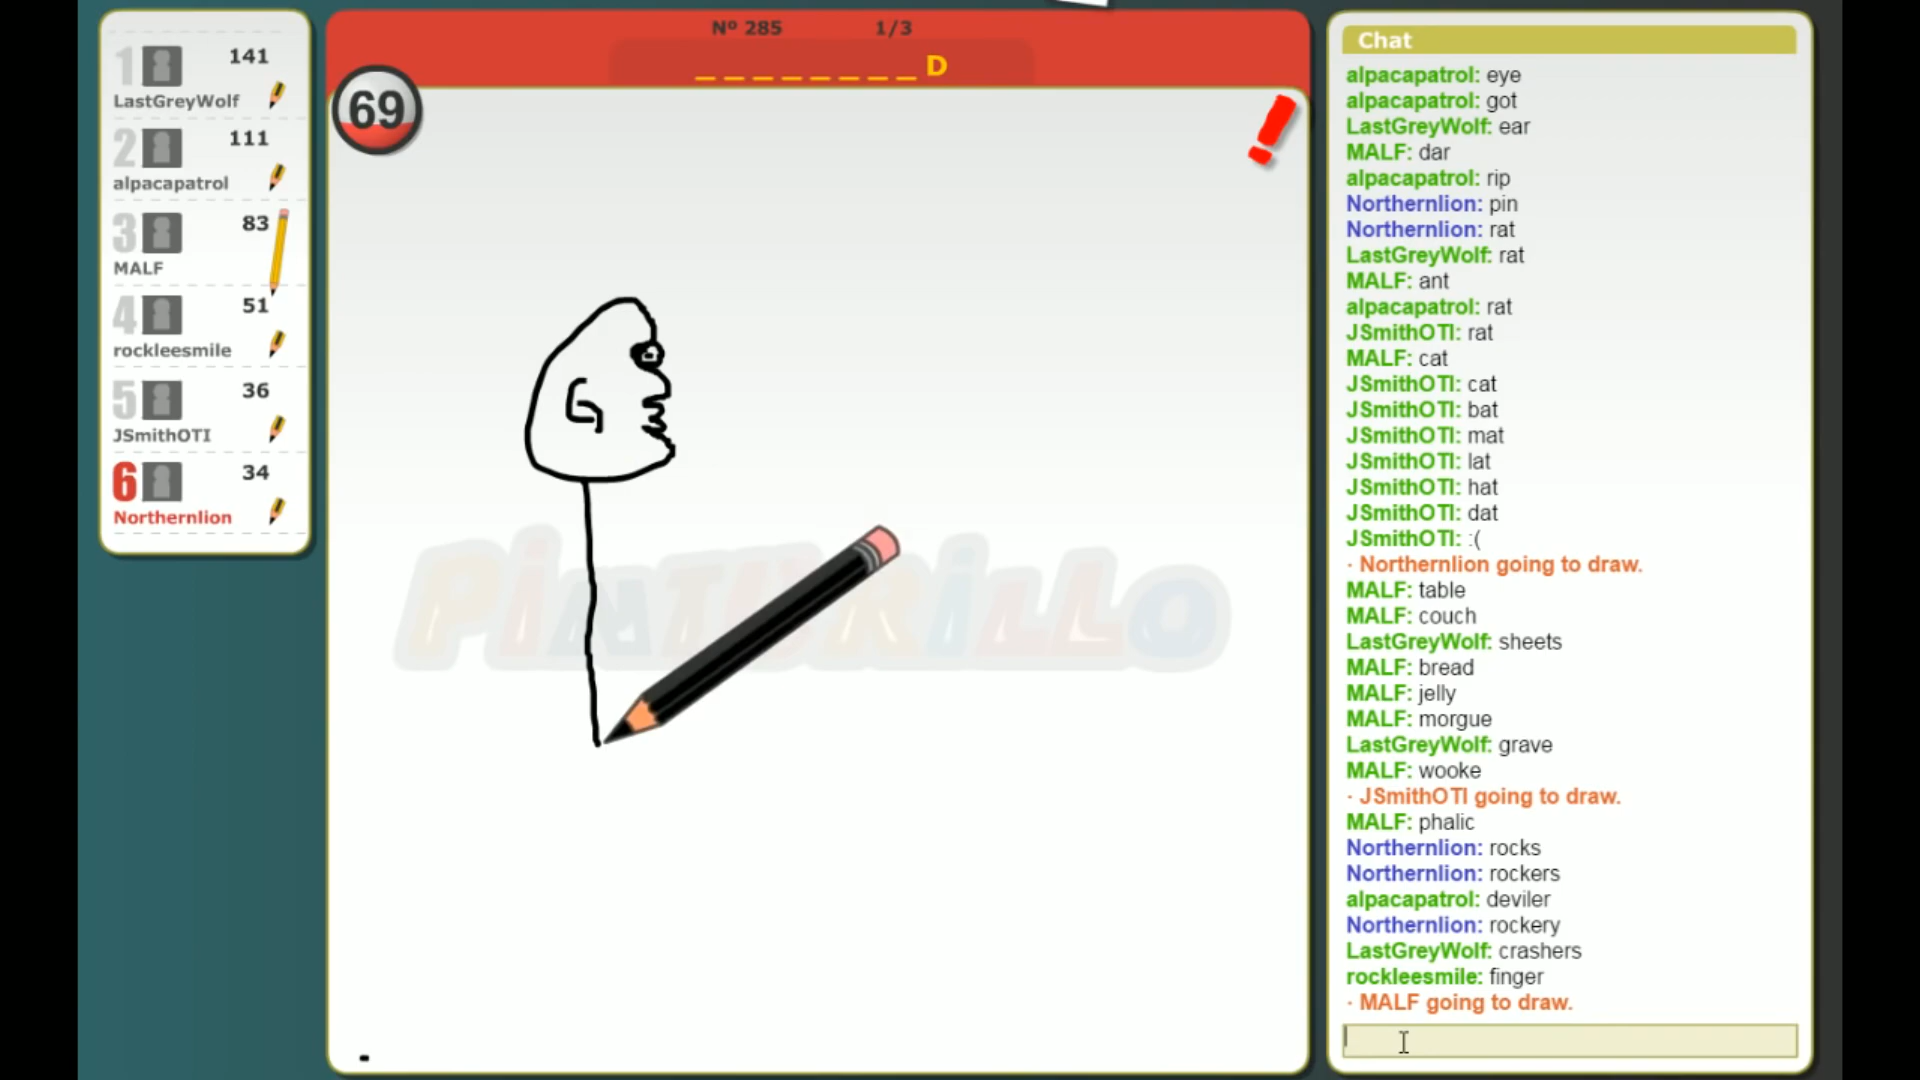 1 141
LastGreyWolf
2 111
alpacapatrol
3 83
MALF
4 51
rockleesmile
5 36
JSmithOTI
6 34
Northernlion
Nº 285 1/3
_ _ _ _ _ _ _ _ D
69
Pinturillo
Chat
alpacapatrol: eye
alpacapatrol: got
LastGreyWolf: ear
MALF: dar
alpacapatrol: rip
Northernlion: pin
Northernlion: rat
LastGreyWolf: rat
MALF: ant
alpacapatrol: rat
JSmithOTI: rat
MALF: cat
JSmithOTI: cat
JSmithOTI: bat
JSmithOTI: mat
JSmithOTI: lat
JSmithOTI: hat
JSmithOTI: dat
JSmithOTI: :(
· Northernlion going to draw.
MALF: table
MALF: couch
LastGreyWolf: sheets
MALF: bread
MALF: jelly
MALF: morgue
LastGreyWolf: grave
MALF: wooke
· JSmithOTI going to draw.
MALF: phalic
Northernlion: rocks
Northernlion: rockers
alpacapatrol: deviler
Northernlion: rockery
LastGreyWolf: crashers
rockleesmile: finger
· MALF going to draw.